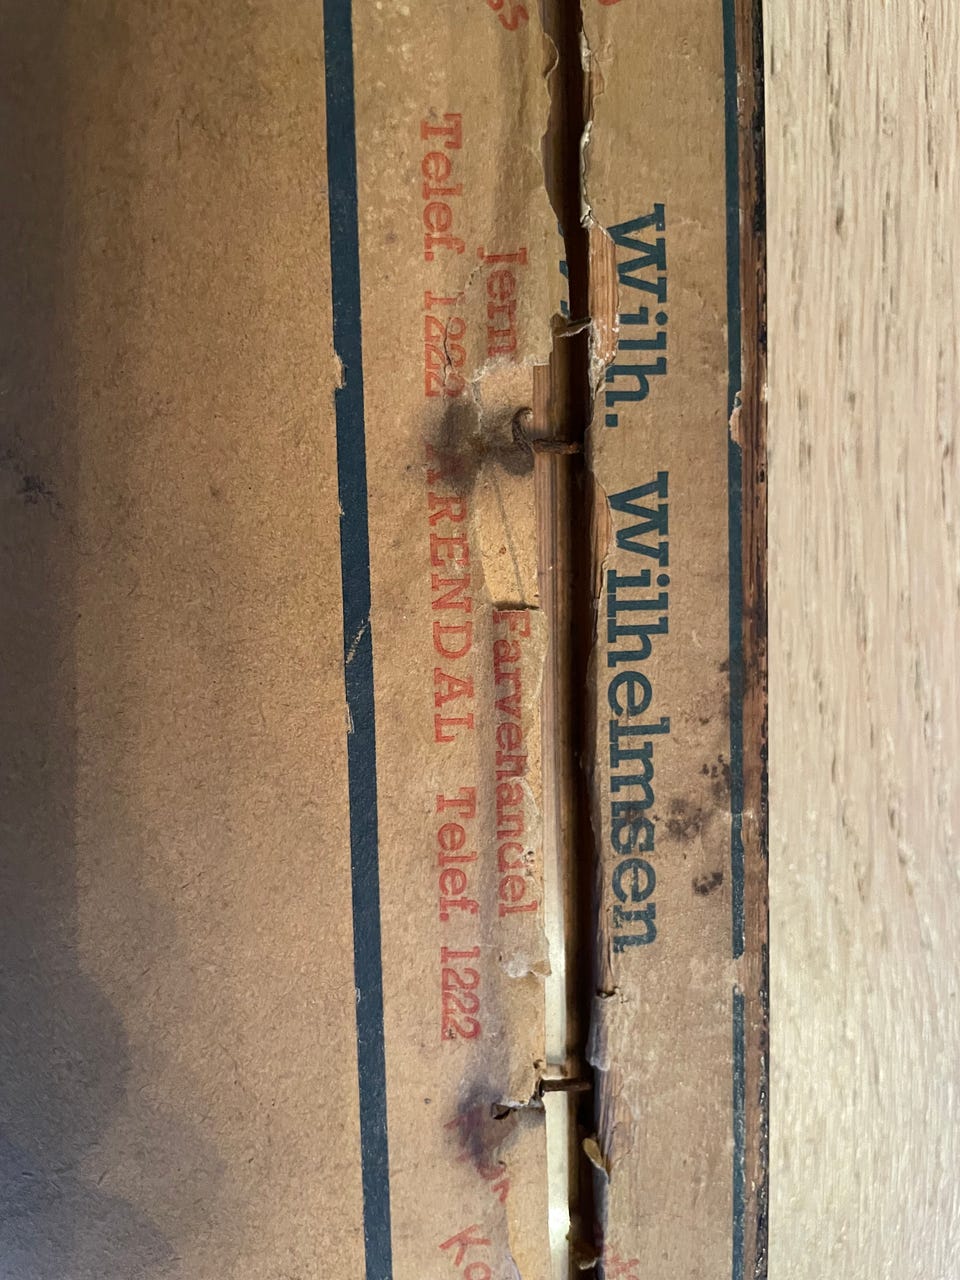 Wilh. Wilhelmsen
Jern Farvehandel
Telef. 1222 ARENDAL Telef. 1222